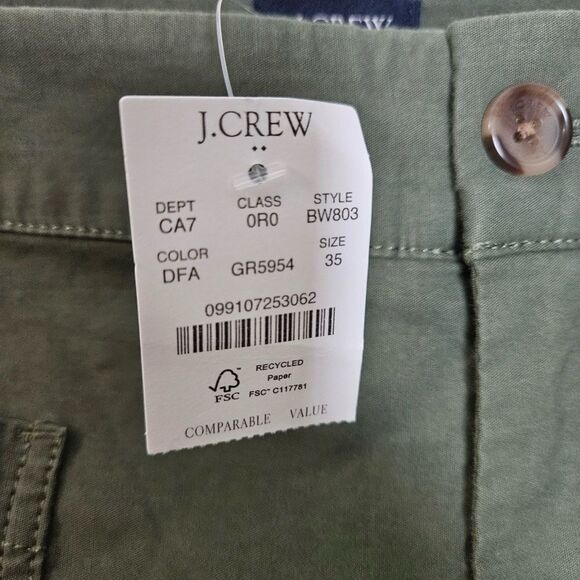 J.CREW
J.CREW
DEPT CLASS STYLE
CA7 0R0 BW803
COLOR SIZE
DFA GR5954 35
099107253062
RECYCLED
Paper
FSC FSC™ C117781
COMPARABLE VALUE